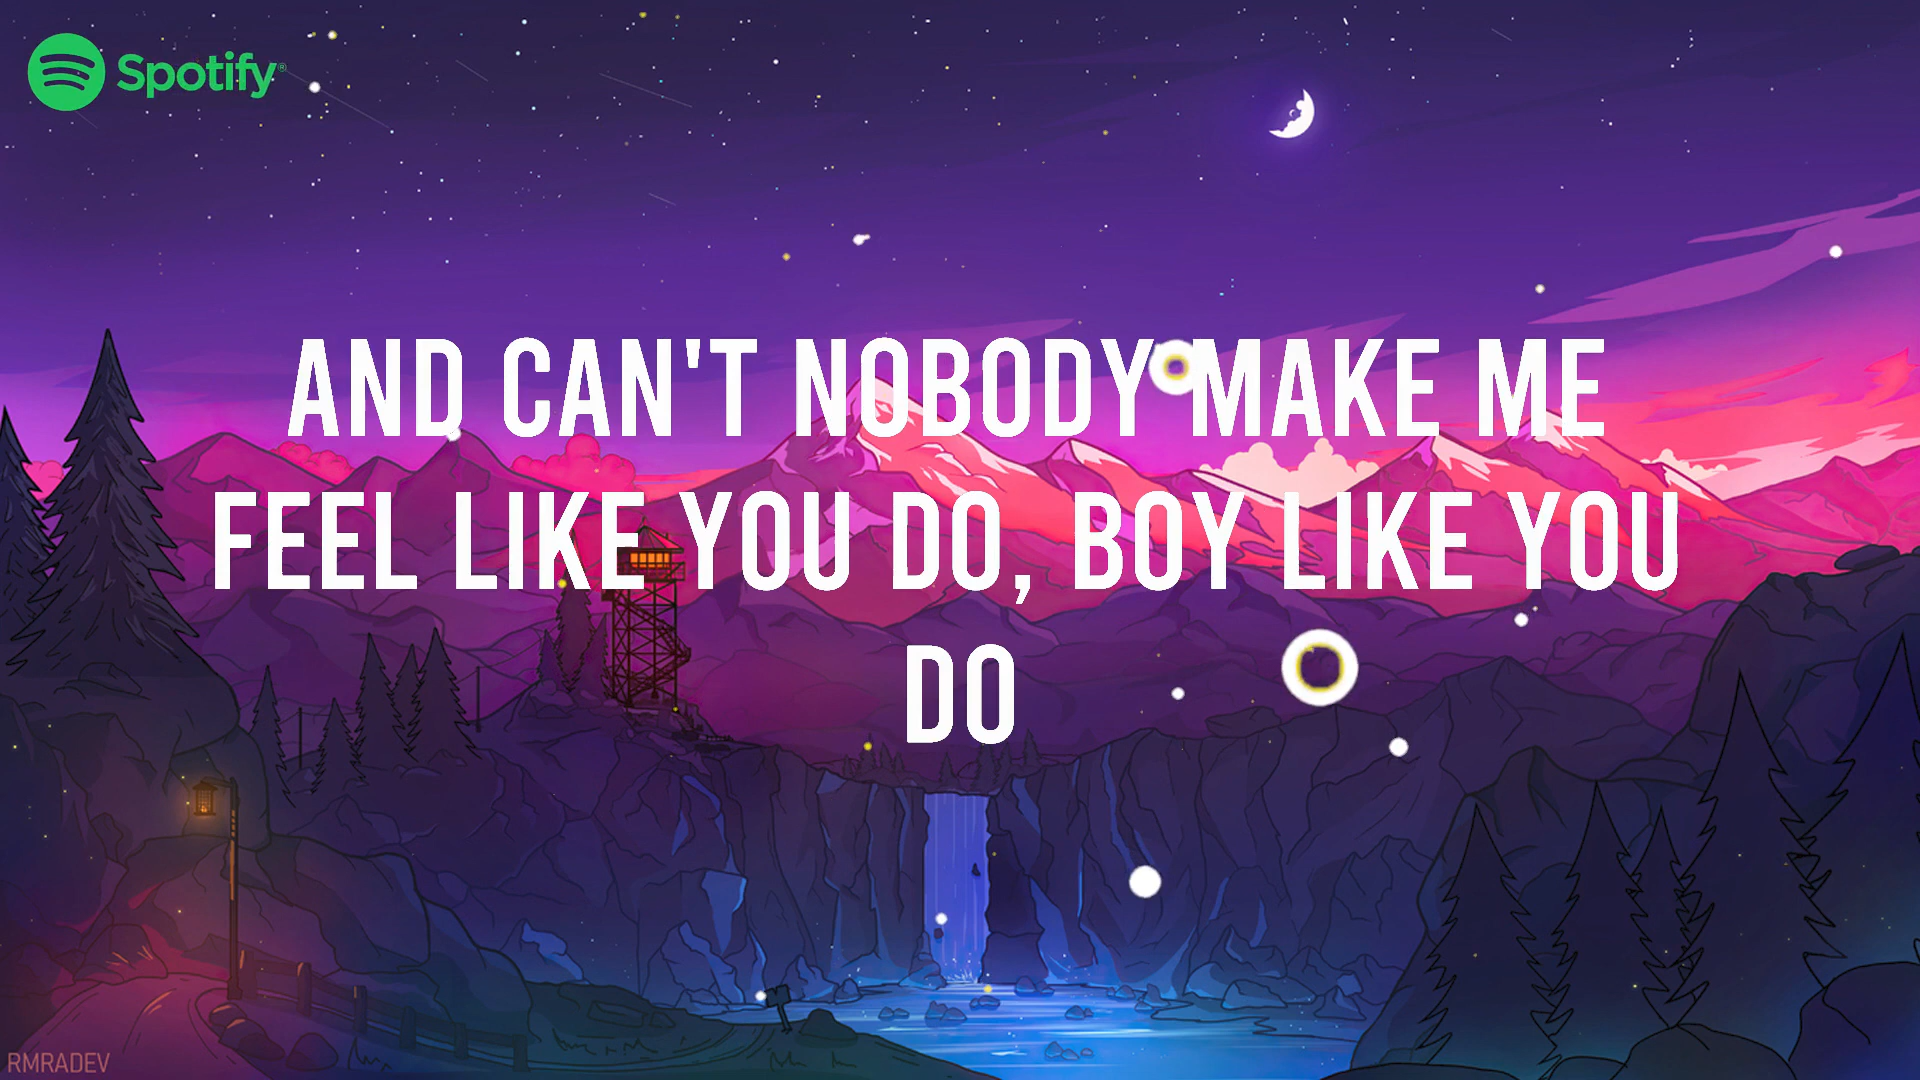 Spotify®
AND CAN'T NOBODY MAKE ME
FEEL LIKE YOU DO, BOY LIKE YOU
DO
RMRADEV